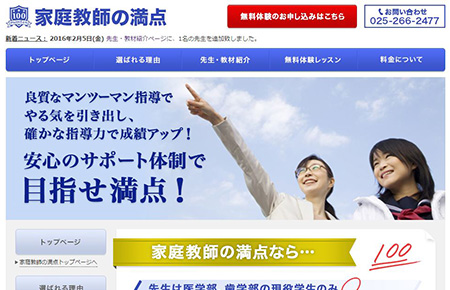 100
家庭教師の満点
無料体験のお申し込みはこちら
お問い合わせ
025-266-2477
新着ニュース： 2016年2月5日(金) 先生・教材紹介ページに、1名の先生を追加致しました。
トップページ
選ばれる理由
先生・教材紹介
無料体験レッスン
料金について
良質なマンツーマン指導で
やる気を引き出し、
確かな指導力で成績アップ！
安心のサポート体制で
目指せ満点！
トップページ
家庭教師の満点トップページへ
選ばれる理由
家庭教師の満点なら…
100
先生は医学部、歯学部の現役学生のみ